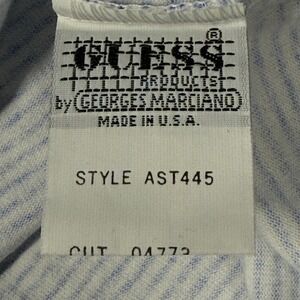 GUESS®
PRODUCTS
by GEORGES MARCIANO
MADE IN U.S.A.
STYLE AST445
CUT 04773